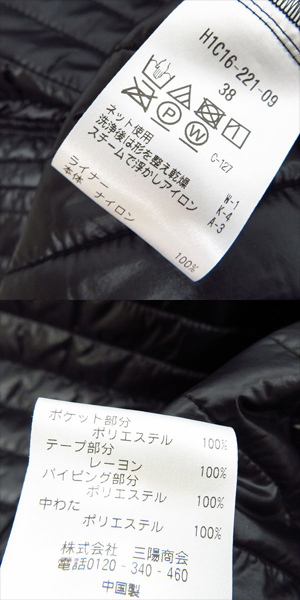 H1C16-221-09
38
P W
C-127
ネット使用
洗浄後は形を整え乾燥
スチームで浮かしアイロン
W-1
K-4
A-3
ライナー
本体 ナイロン 100%
ポケット部分
ポリエステル 100%
テープ部分
レーヨン 100%
パイピング部分
ポリエステル 100%
中わた
ポリエステル 100%
株式会社 三陽商会
電話0120-340-460
中国製